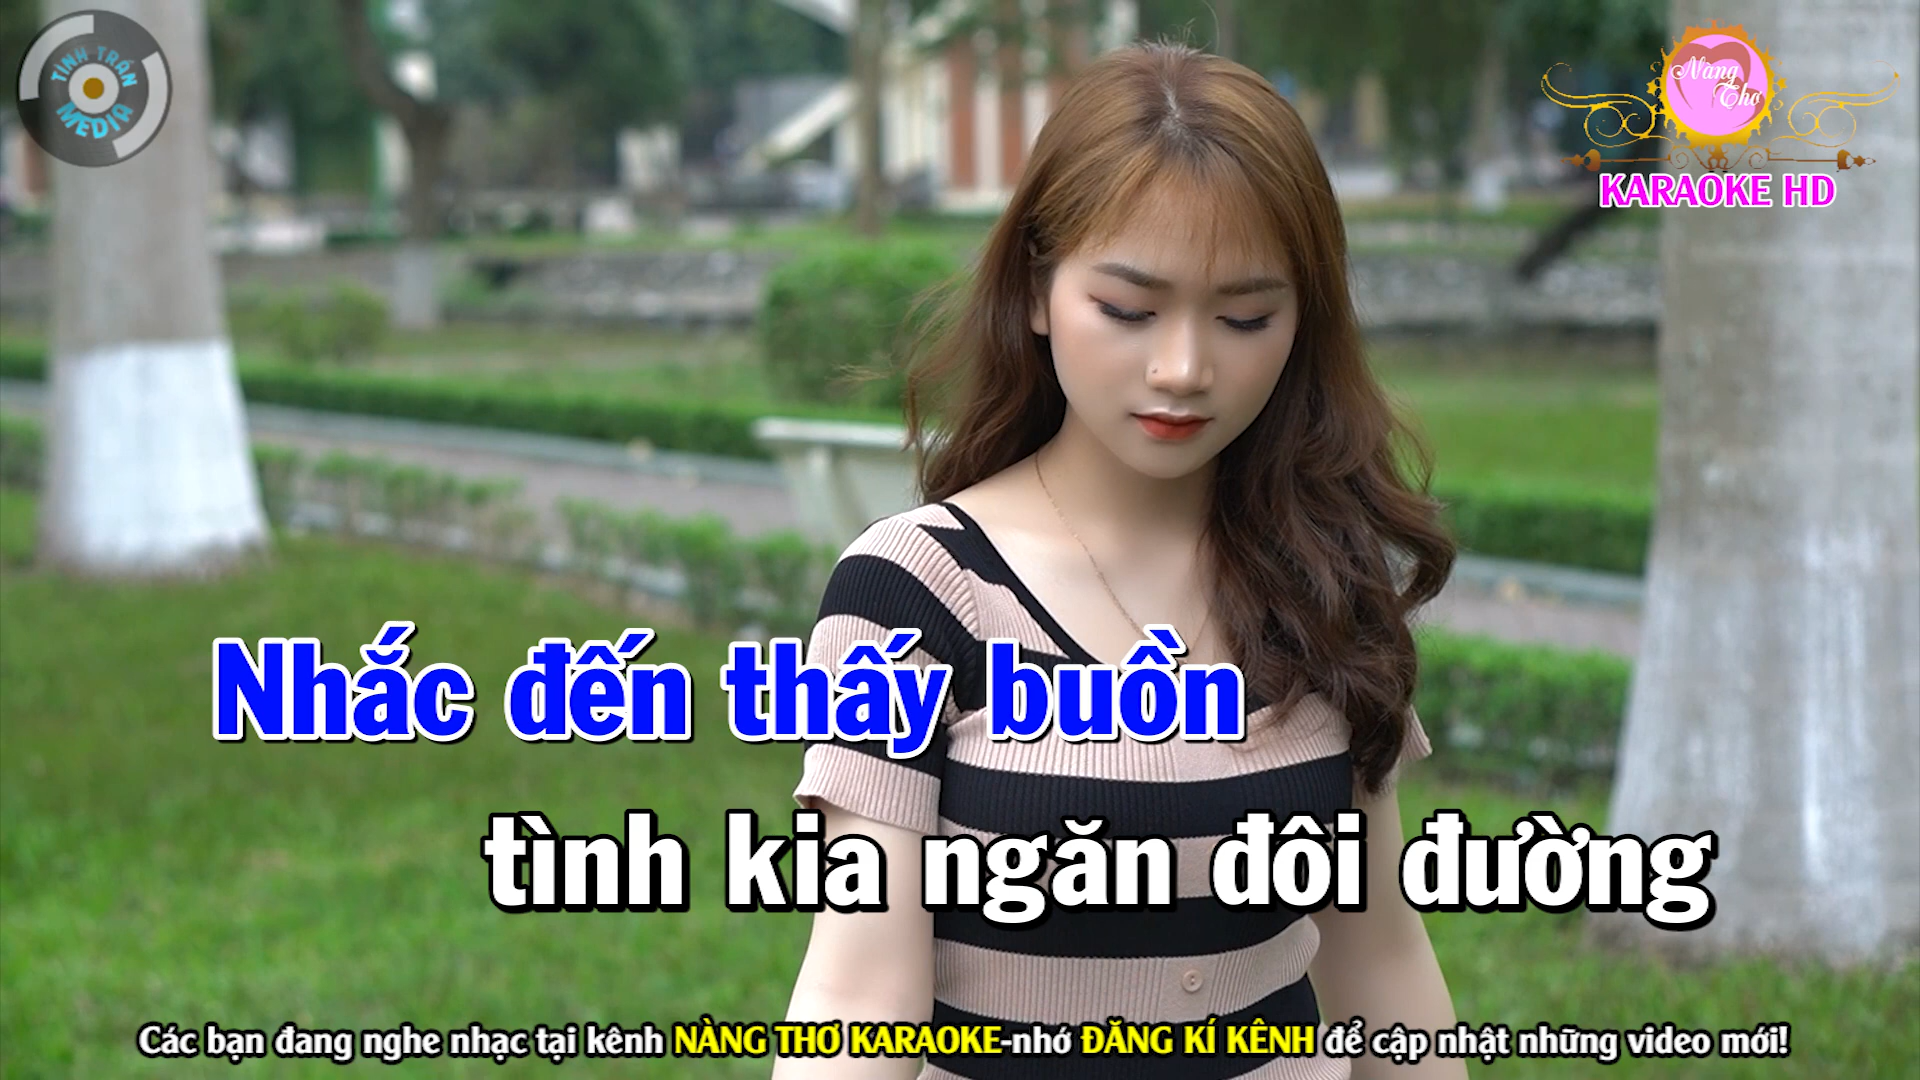 TÌNH TRẦN
MEDIA
Nàng
Thơ
KARAOKE HD
Nhắc đến thấy buồn
tình kia ngăn đôi đường
Các bạn đang nghe nhạc tại kênh NÀNG THƠ KARAOKE-nhớ ĐĂNG KÍ KÊNH để cập nhật những video mới!